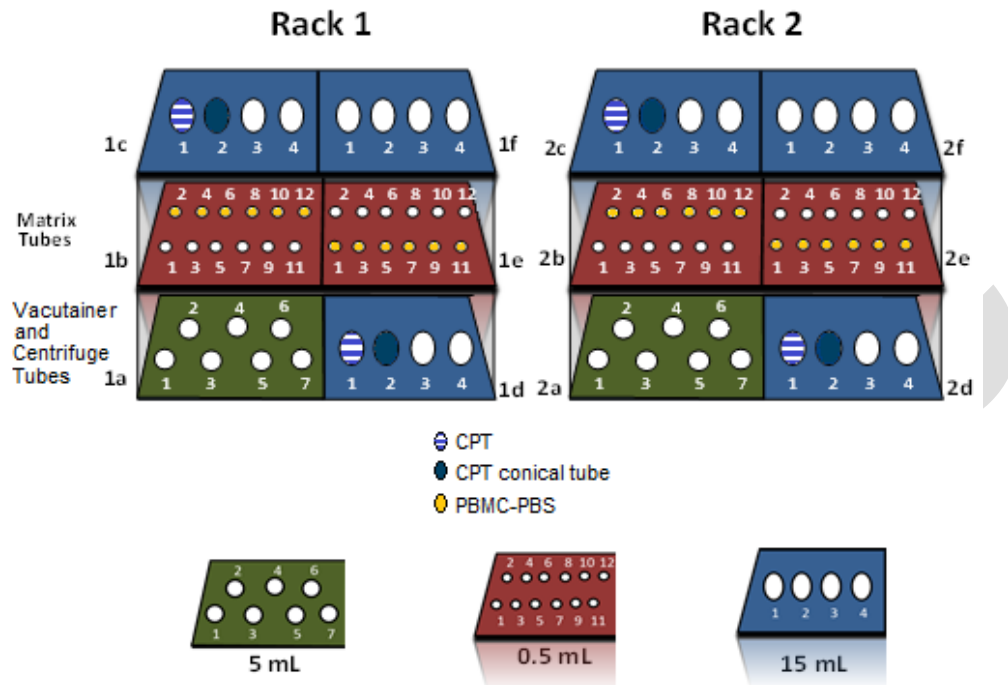 Rack 1 Rack 2
1c 1 2 3 4 1 2 3 4 1f 2c 1 2 3 4 1 2 3 4 2f
Matrix
Tubes
2 4 6 8 10 12 2 4 6 8 10 12 2 4 6 8 10 12 2 4 6 8 10 12
1b 1 3 5 7 9 11 1 3 5 7 9 11 1e 2b 1 3 5 7 9 11 1 3 5 7 9 11 2e
Vacutainer
and
Centrifuge
Tubes
2 4 6 2 4 6
1a 1 3 5 7 1 2 3 4 1d 2a 1 3 5 7 1 2 3 4 2d
CPT
CPT conical tube
PBMC-PBS
2 4 6 2 4 6 8 10 12
1 3 5 7 1 3 5 7 9 11 1 2 3 4
5 mL 0.5 mL 15 mL